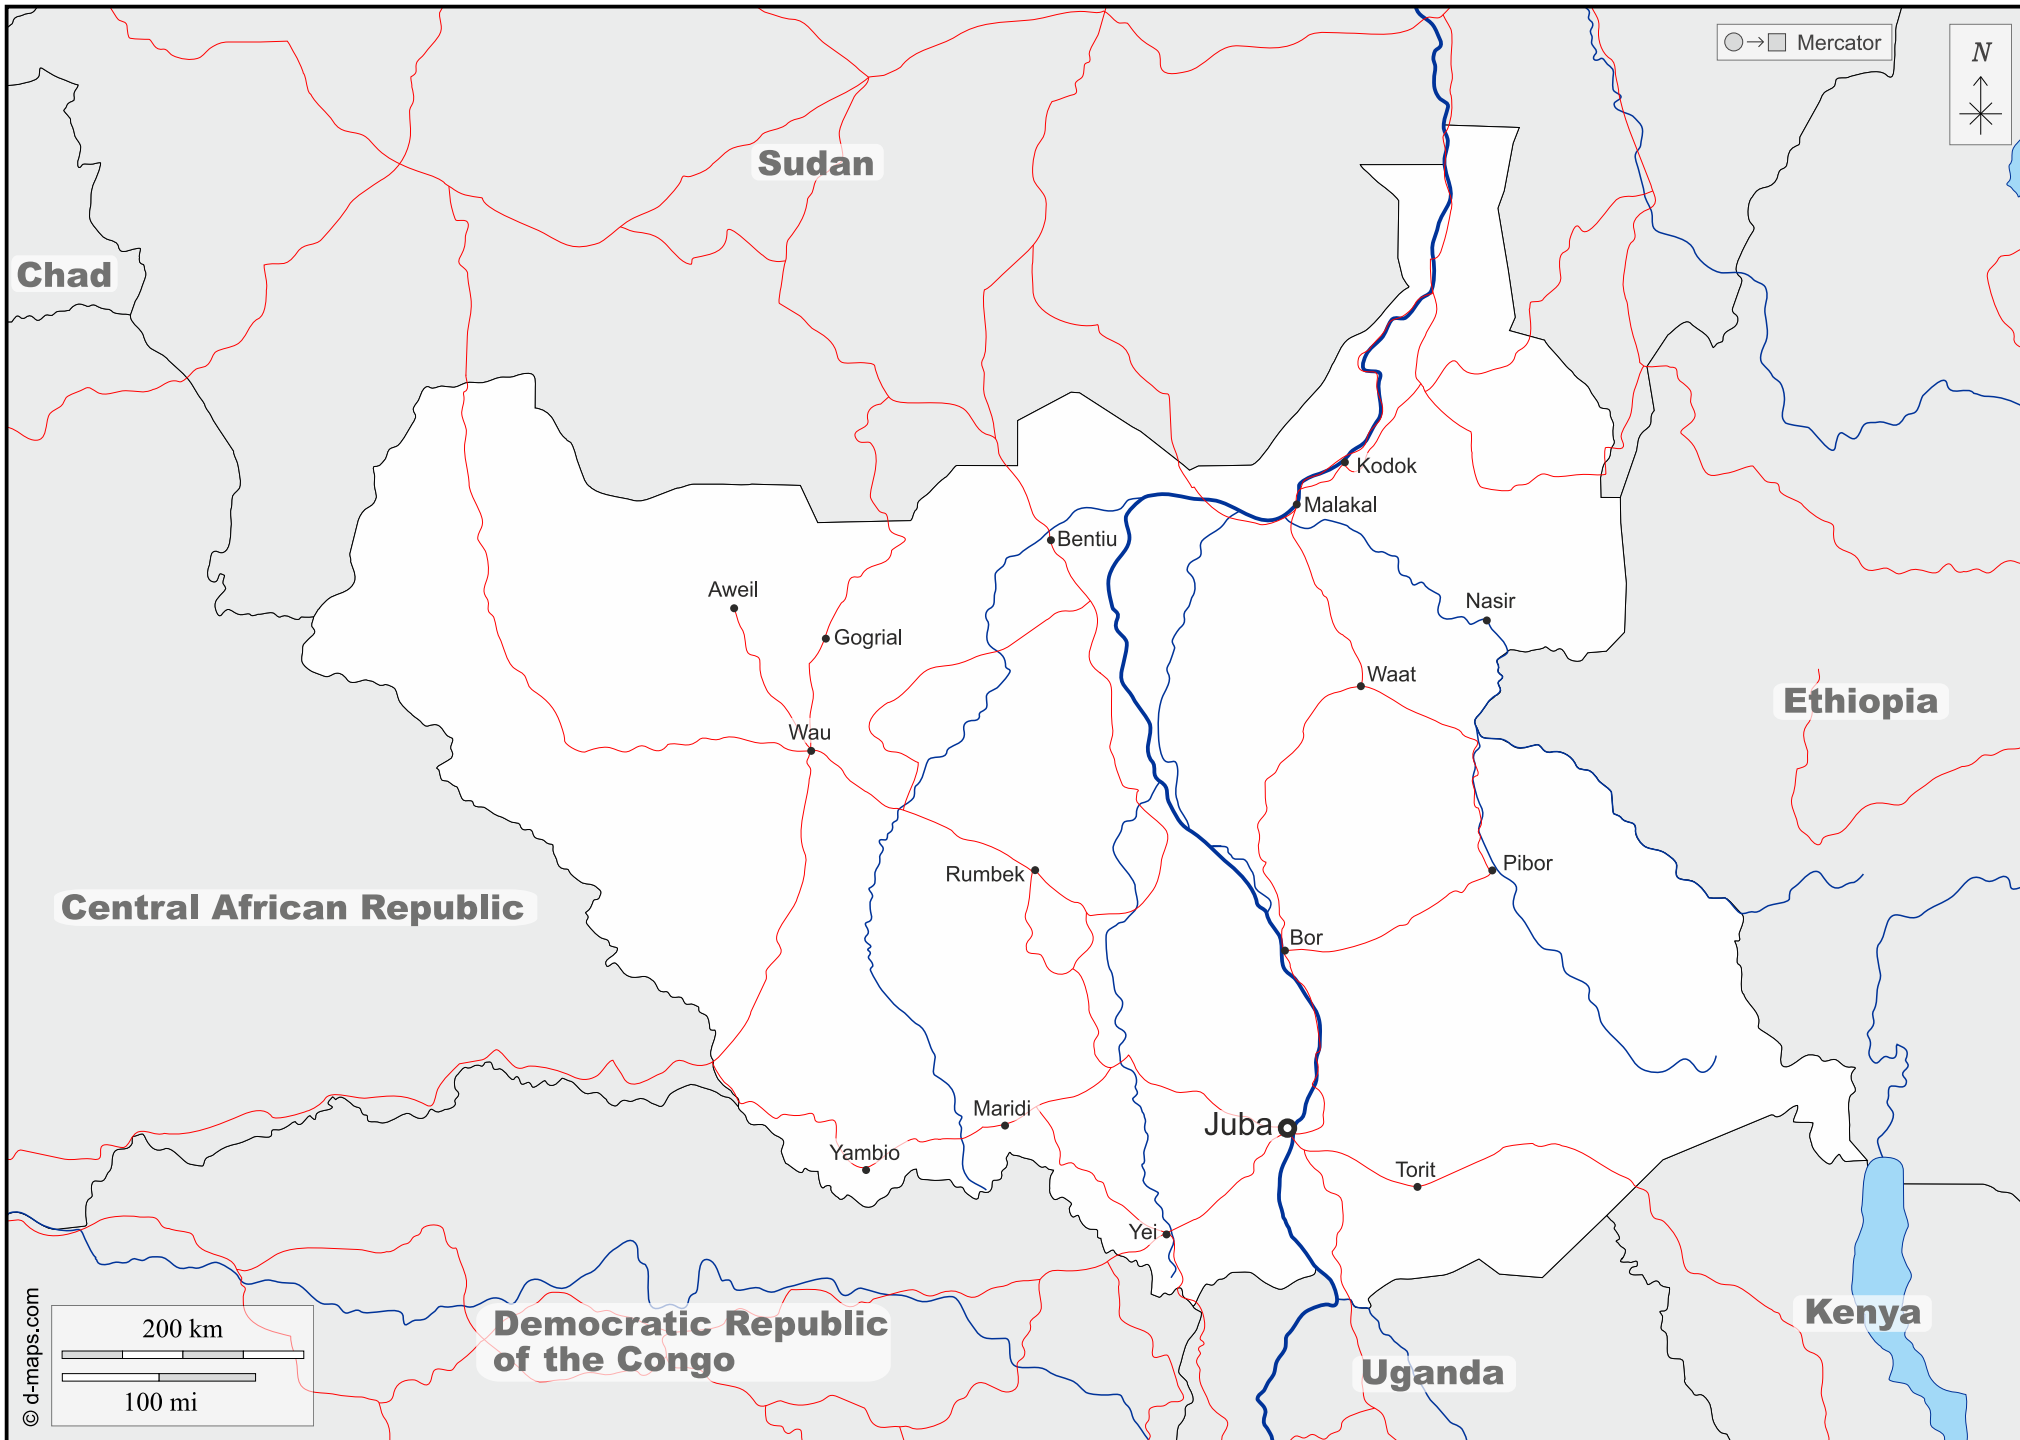 Mercator
N
Sudan
Chad
Kodok
Malakal
Bentiu
Aweil
Nasir
Gogrial
Waat
Ethiopia
Wau
Pibor
Rumbek
Central African Republic
Bor
Maridi
Juba
Yambio
Torit
Yei
Kenya
Democratic Republic
of the Congo
Uganda
200 km
100 mi
© d-maps.com